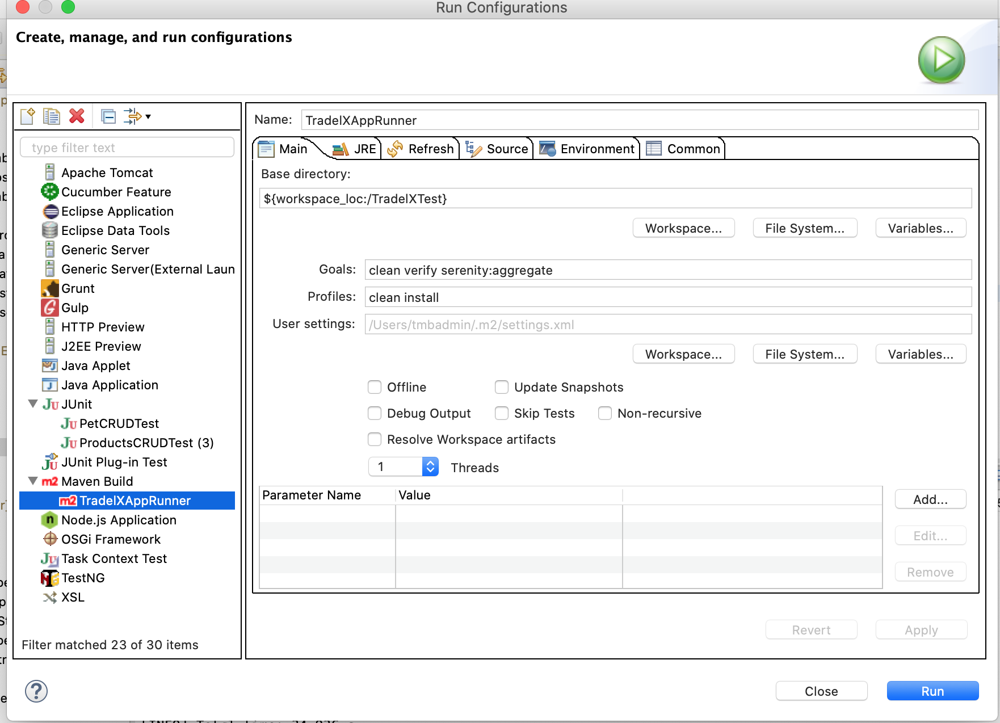 Run Configurations
Create, manage, and run configurations
type filter text
Apache Tomcat
Cucumber Feature
Eclipse Application
Eclipse Data Tools
Generic Server
Generic Server(External Laun
Grunt
Gulp
HTTP Preview
J2EE Preview
Java Applet
Java Application
JUnit
PetCRUDTest
ProductsCRUDTest (3)
JUnit Plug-in Test
Maven Build
TradelXAppRunner
Node.js Application
OSGi Framework
Task Context Test
TestNG
XSL
Filter matched 23 of 30 items
Name: TradelXAppRunner
Main JRE Refresh Source Environment Common
Base directory:
${workspace_loc:/TradelXTest}
Workspace... File System... Variables...
Goals: clean verify serenity:aggregate
Profiles: clean install
User settings: /Users/tmbadmin/.m2/settings.xml
Workspace... File System... Variables...
Offline Update Snapshots
Debug Output Skip Tests Non-recursive
Resolve Workspace artifacts
1 Threads
Parameter Name Value
Add...
Edit...
Remove
Revert Apply
? Close Run